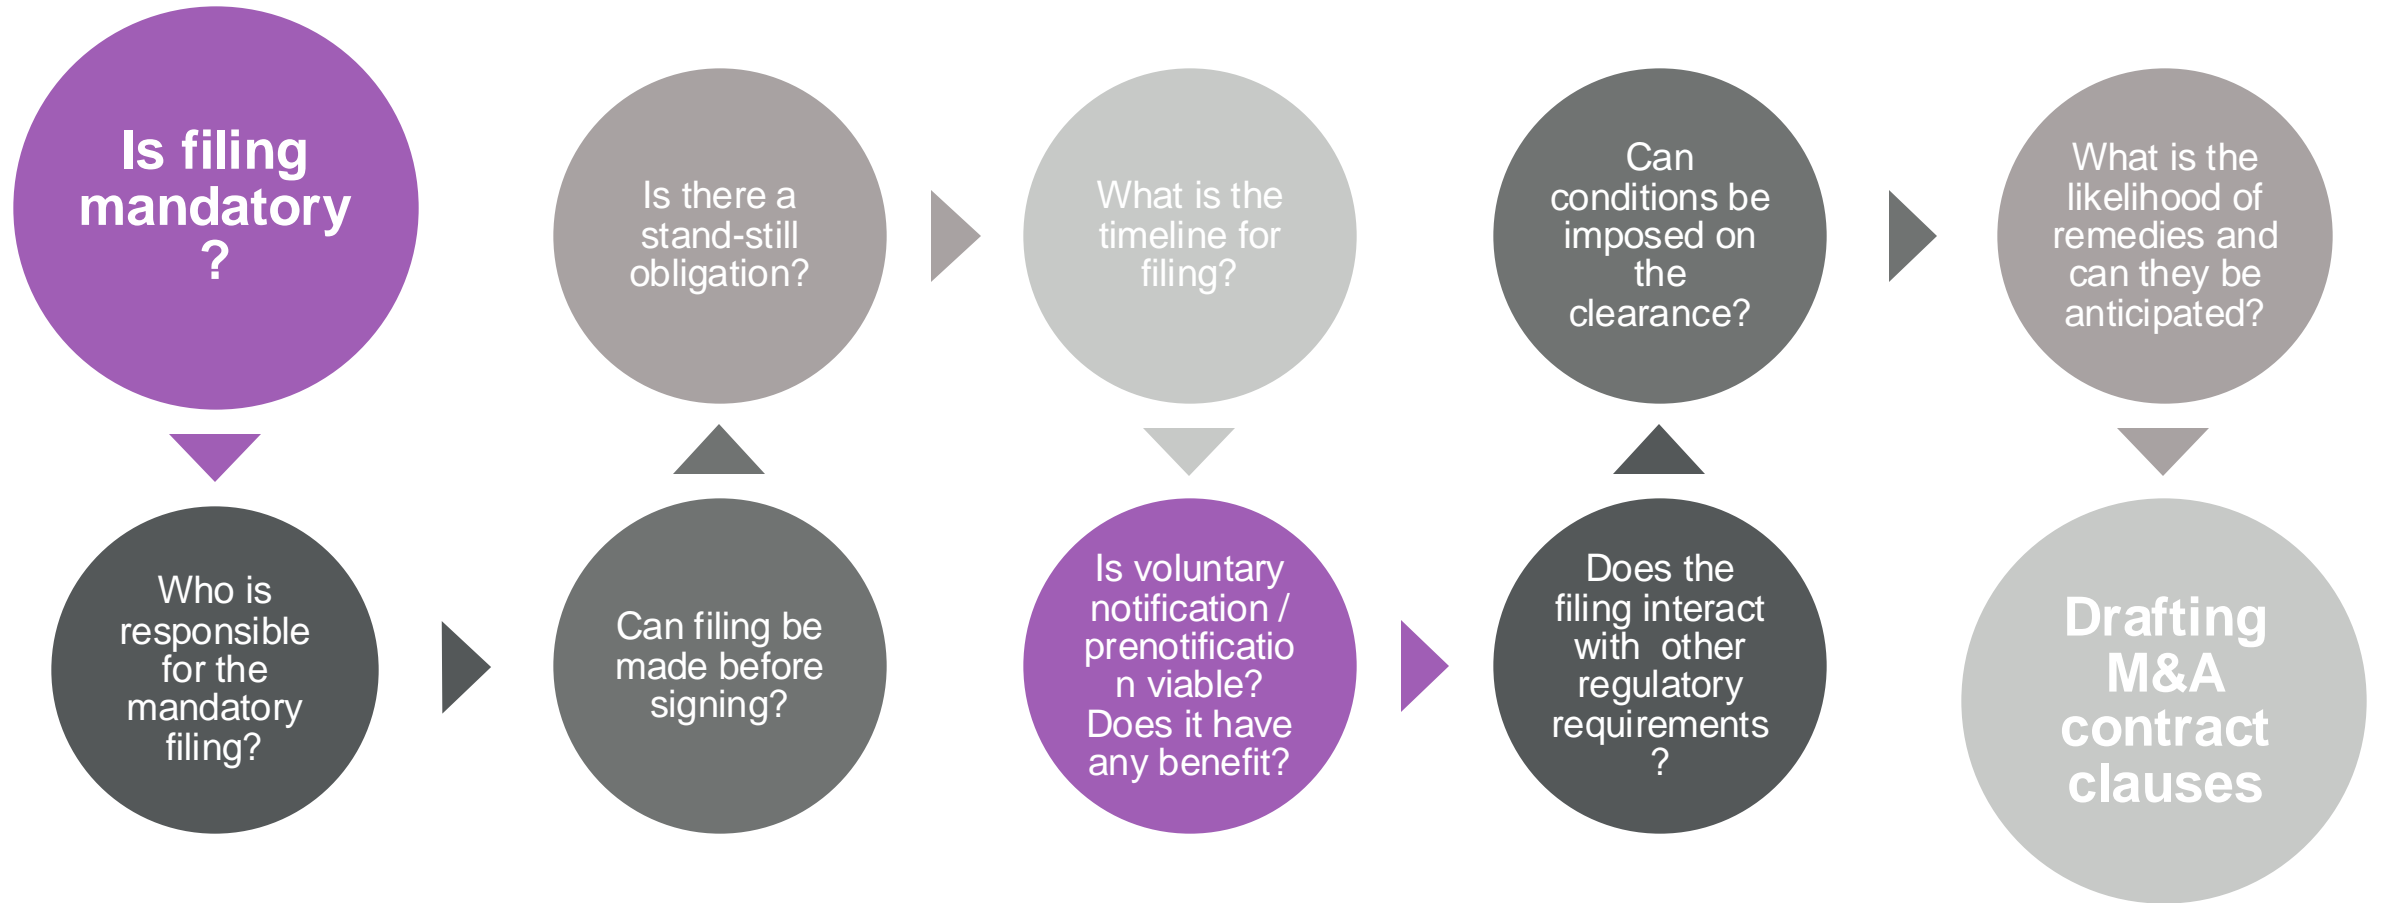 Is filing
mandatory
?
Who is
responsible
for the
mandatory
filing?
Can filing be
made before
signing?
Is there a
stand-still
obligation?
What is the
timeline for
filing?
Is voluntary
notification /
prenotificatio
n viable?
Does it have
any benefit?
Does the
filing interact
with  other
regulatory
requirements
?
Can
conditions be
imposed on
the
clearance?
What is the
likelihood of
remedies and
can they be
anticipated?
Drafting
M&A
contract
clauses